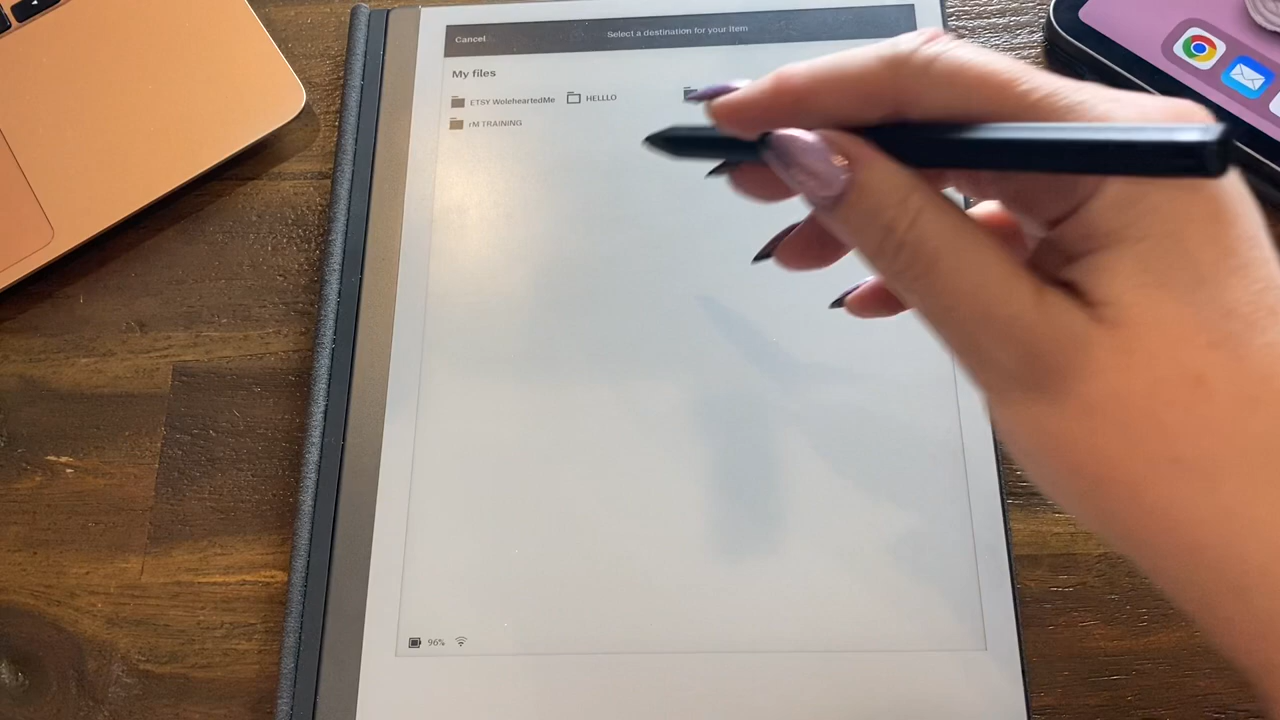 Cancel
Select a destination for your item
My files
ETSY WoleheartedMe
HELLLO
rM TRAINING
96%